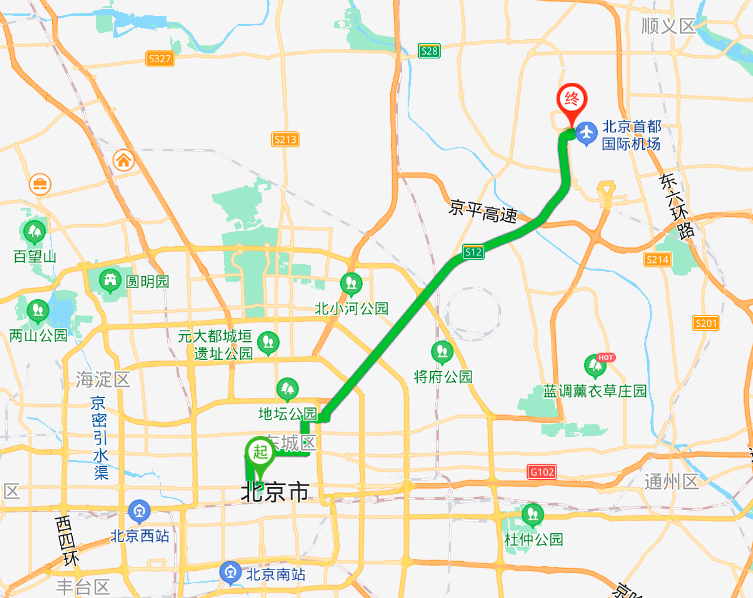 顺义区
S28
S327
终
北京首都
国际机场
S213
东六环路
京平高速
百望山
S12
S214
圆明园
北小河公园
两山公园
元大都城垣
遗址公园
S201
HOT
海淀区
将府公园
蓝调薰衣草庄园
京密引水渠
地坛公园
东城区
起
G102
通州区
区
北京市
北京西站
西四环
杜仲公园
北京南站
丰台区